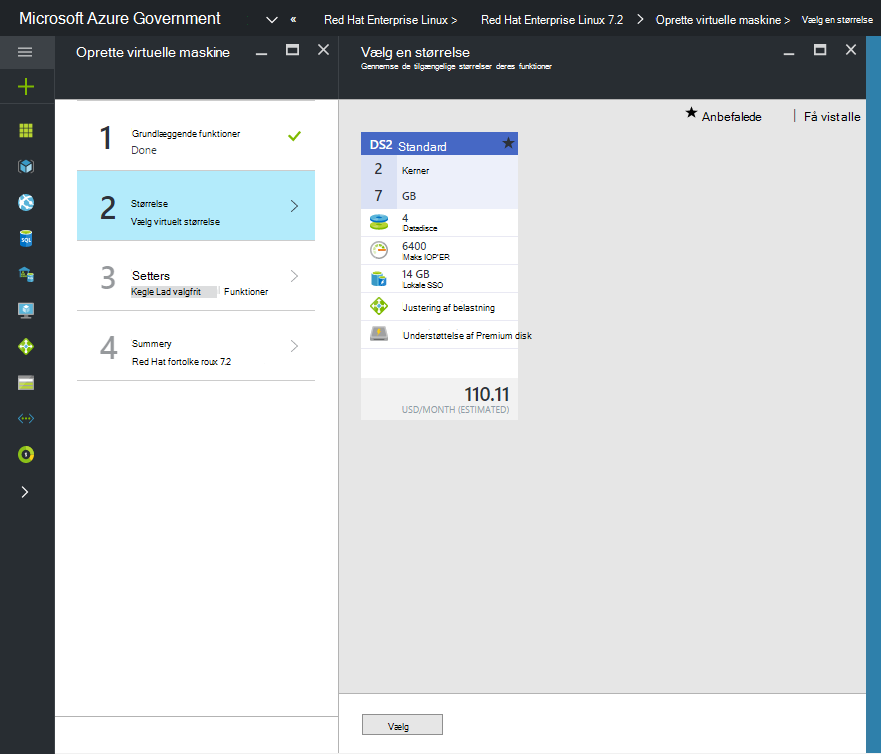 Microsoft Azure Government « Red Hat Enterprise Linux > Red Hat Enterprise Linux 7.2 > Oprette virtuelle maskine > Vælg en størrelse
Oprette virtuelle maskine
Vælg en størrelse
Gennemse de tilgængelige størrelser deres funktioner
1
Grundlæggende funktioner
Done
2
Størrelse
Vælg virtuelt størrelse
3
Setters
Kegle Lad valgfrit Funktioner
4
Summery
Red Hat fortolke roux 7.2
★ Anbefalede | Få vist alle
DS2 Standard ★
2 Kerner
7 GB
4
Datadisce
6400
Maks IOP'ER
14 GB
Lokale SSO
Justering af belastning
Understøttelse af Premium disk
110.11
USD/MONTH (ESTIMATED)
Vælg
SQL